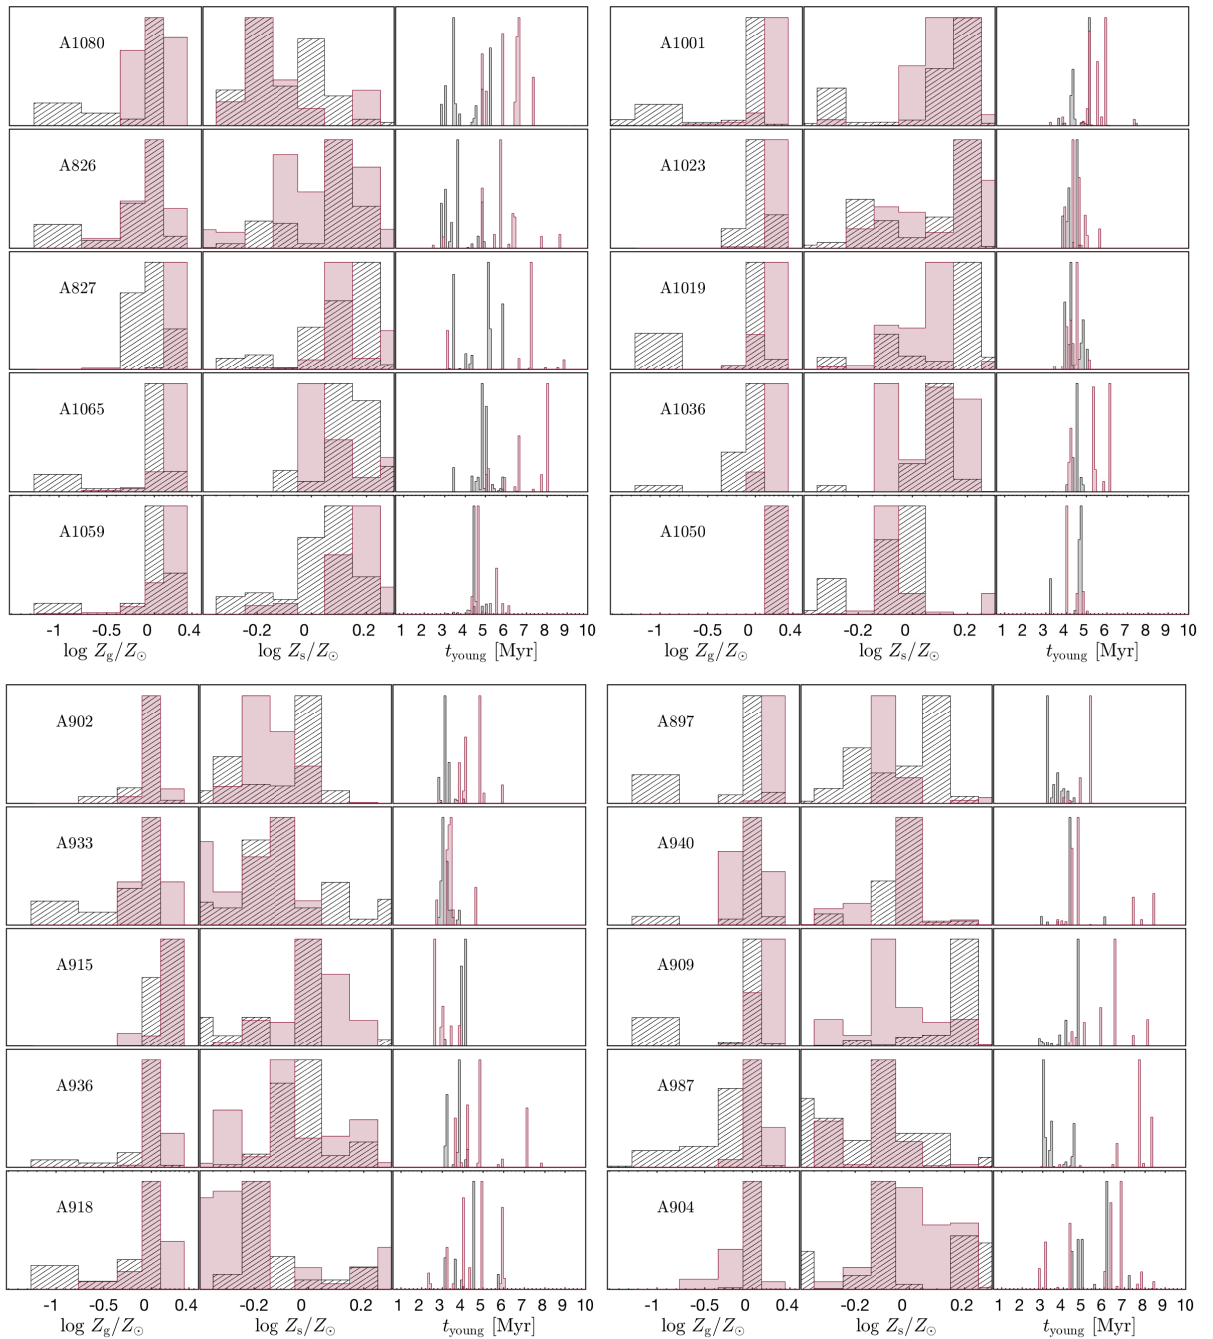 A1080
A826
A827
A1065
A1059
-1 0 0.4 -0.2 0 0.2 1 2 3 4 5 6 7 8 9 10
log Z_g/Z_⊙ log Z_s/Z_⊙ t_young [Myr]
A1001
A1023
A1019
A1036
A1050
-1 -0.5 0 0.4 -0.2 0 0.2 1 2 3 4 5 6 7 8 9 10
log Z_g/Z_⊙ log Z_s/Z_⊙ t_young [Myr]
A902
A933
A915
A936
A918
-1 -0.5 0 0.4 -0.2 0 0.2 1 2 3 4 5 6 7 8 9 10
log Z_g/Z_⊙ log Z_s/Z_⊙ t_young [Myr]
A897
A940
A909
A987
A904
-1 0 0.4 -0.2 0 0.2 1 2 3 4 5 6 7 8 9 10
log Z_g/Z_⊙ log Z_s/Z_⊙ t_young [Myr]